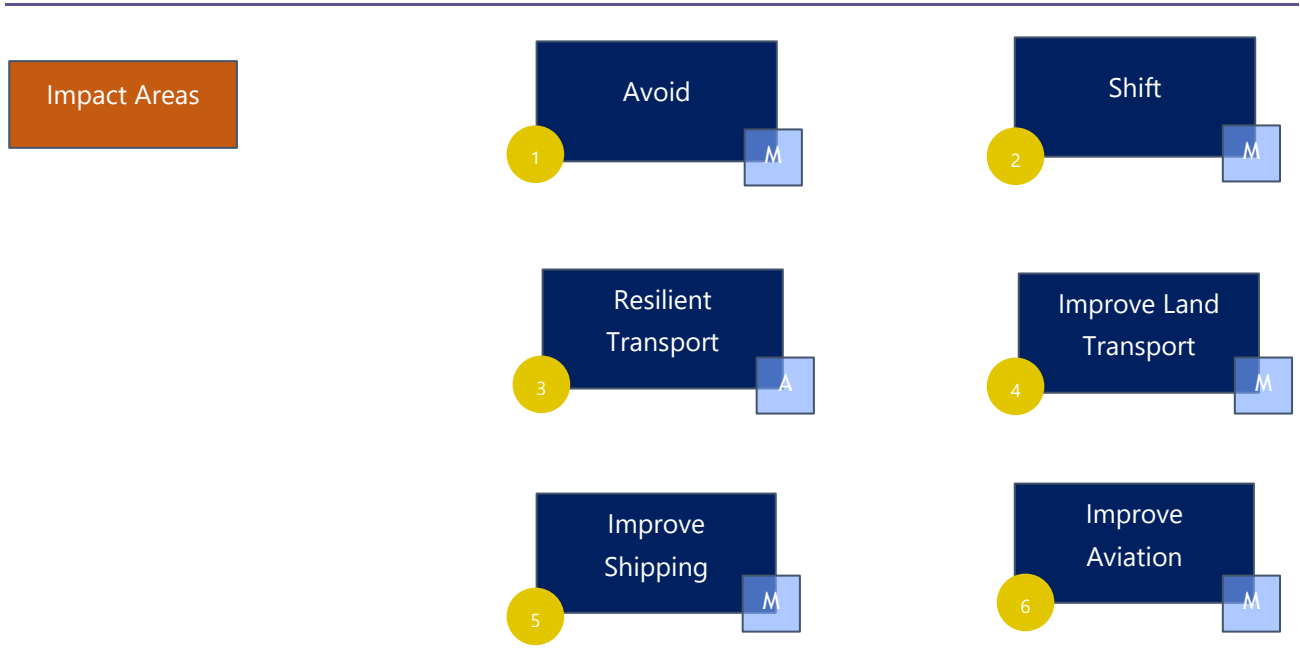 Impact Areas
Avoid
1
M
Shift
2
M
Resilient
Transport
3
A
Improve Land
Transport
4
M
Improve
Shipping
5
M
Improve
Aviation
6
M